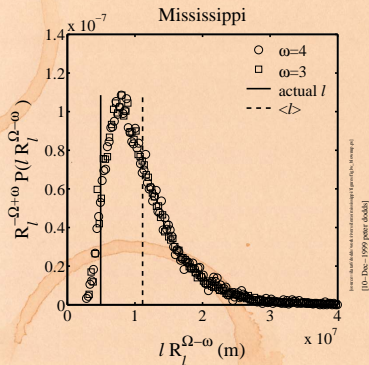 Mississippi
x 10⁻⁷
1.4
1.2
1
0.8
0.6
0.4
0.2
0
R_l^{-Ω+ω} P(l R_l^{Ω-ω})
ω=4
ω=3
actual l
<l>
0 1 2 3 4
x 10⁷
l R_l^{Ω-ω} (m)
[10-Dec-1999 peter dodds]